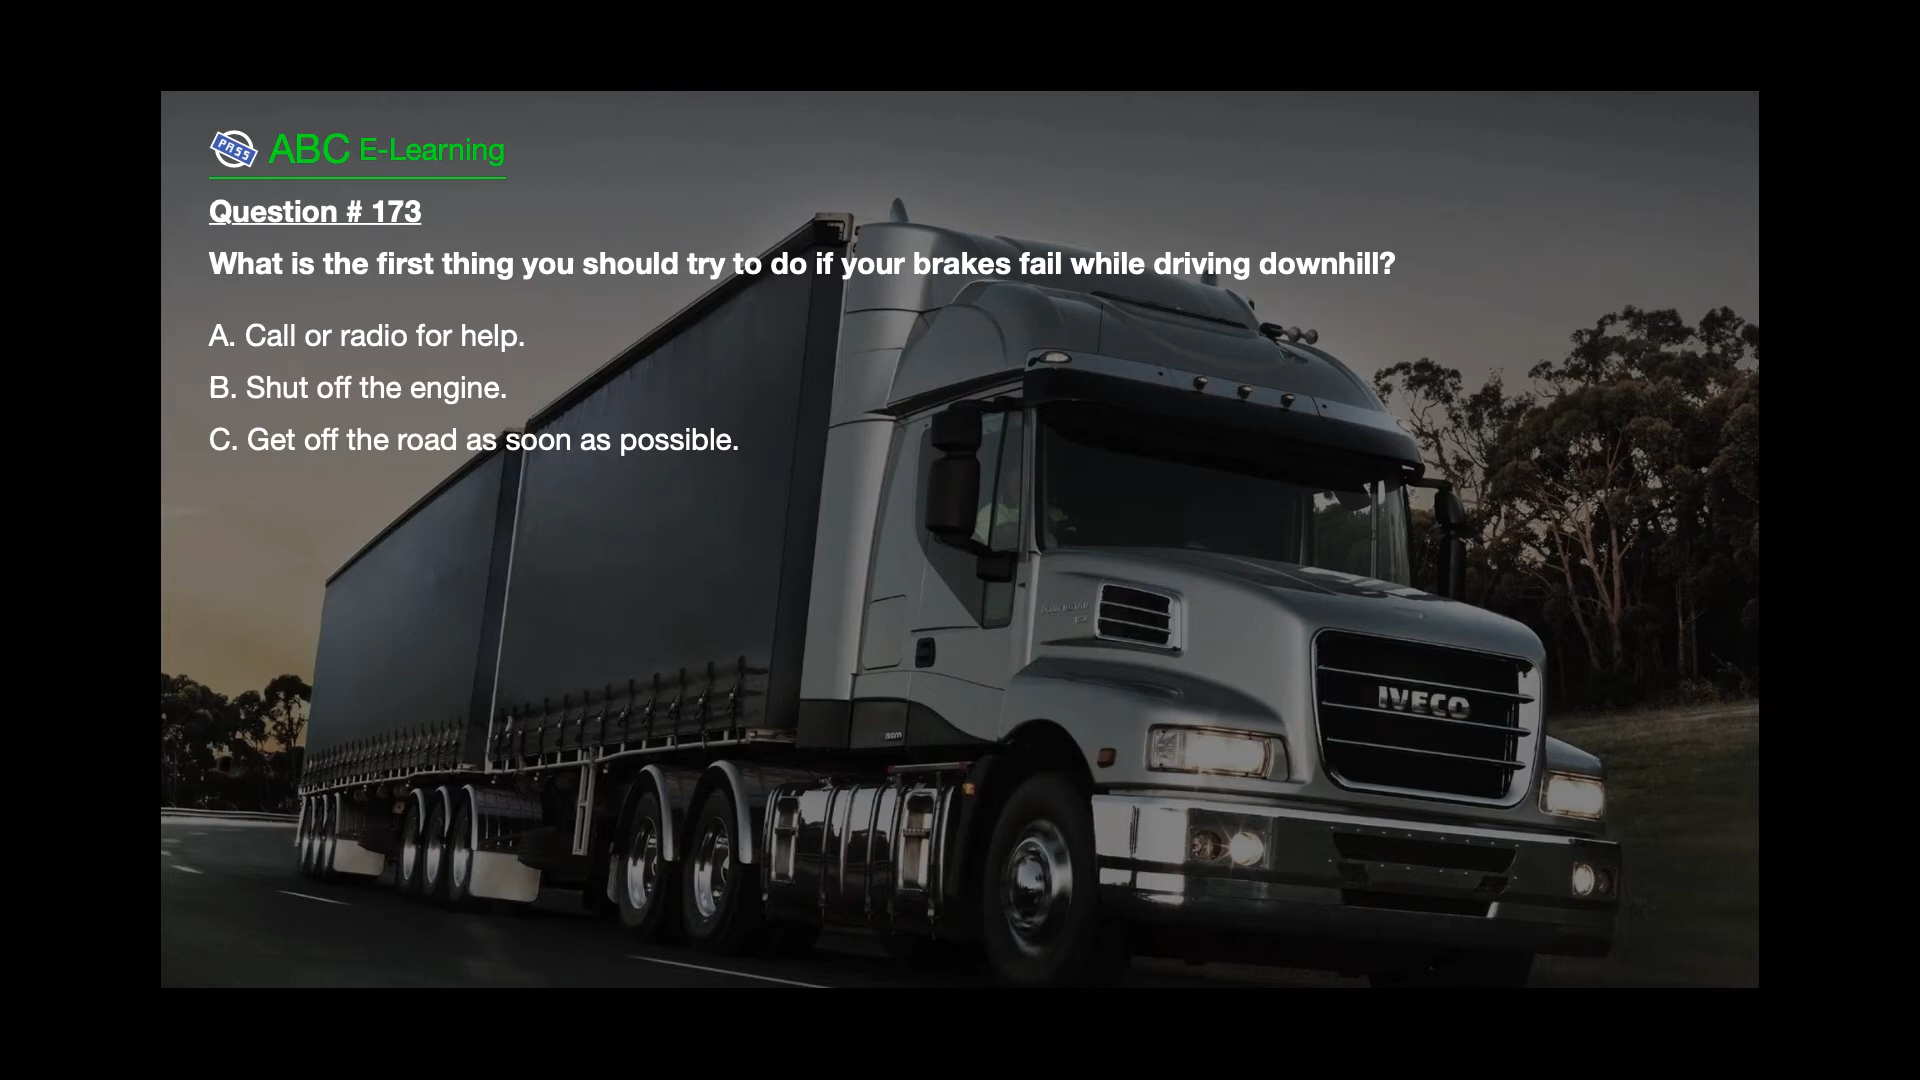 PASS ABC E-Learning
Question # 173
What is the first thing you should try to do if your brakes fail while driving downhill?
A. Call or radio for help.
B. Shut off the engine.
C. Get off the road as soon as possible.
POWERSTAR
IVECO